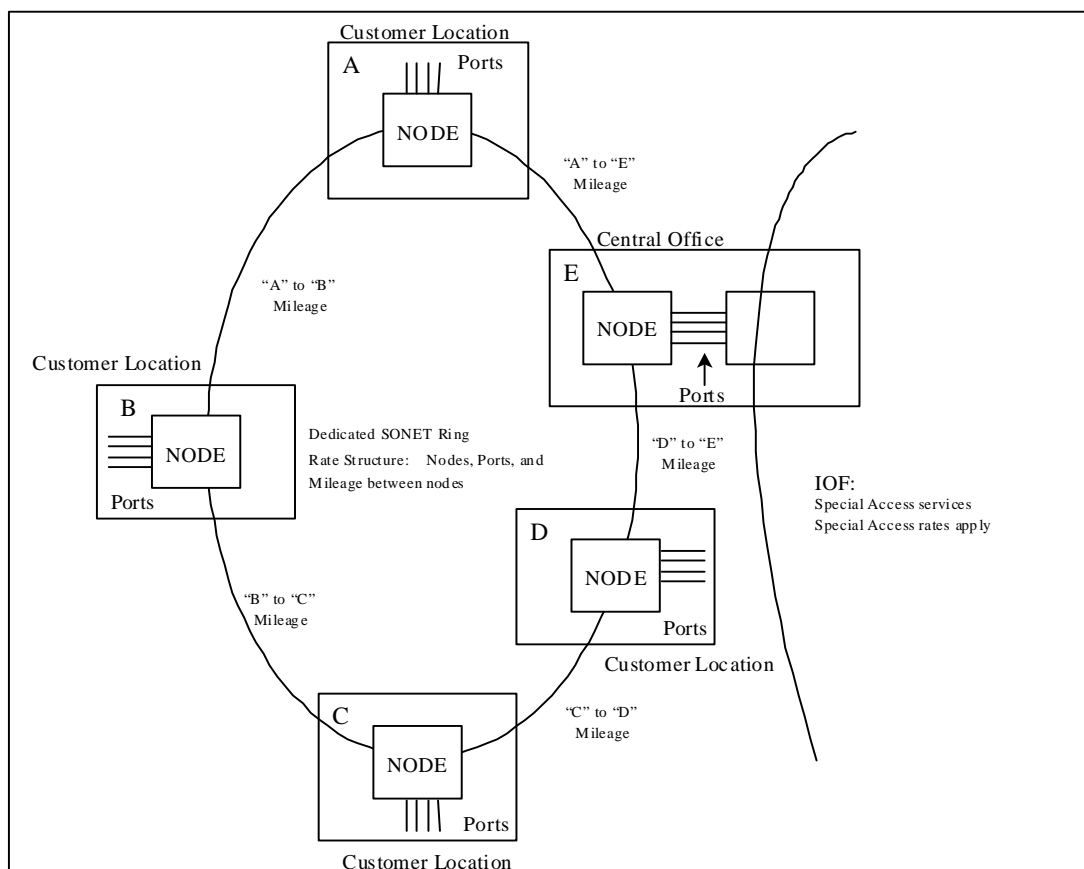 Customer Location
A
Ports
NODE
“A” to “E”
Mileage
Central Office
E
NODE
Ports
“A” to “B”
Mileage
Customer Location
B
NODE
Ports
Dedicated SONET Ring
Rate Structure: Nodes, Ports, and
Mileage between nodes
“D” to “E”
Mileage
IOF:
Special Access services
Special Access rates apply
D
NODE
Ports
Customer Location
“B” to “C”
Mileage
“C” to “D”
Mileage
C
NODE
Ports
Customer Location